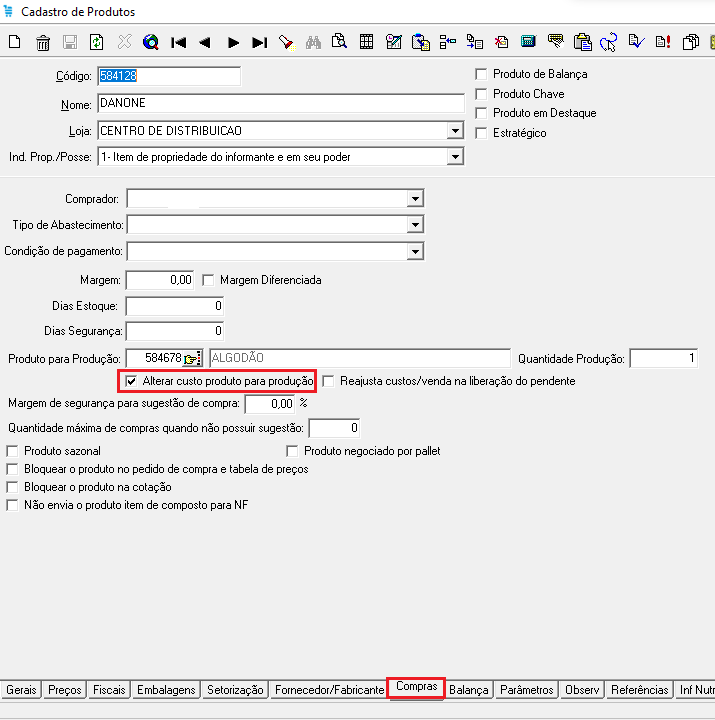 Cadastro de Produtos
Código: 584128
Produto de Balança
Nome: DANONE
Produto Chave
Produto em Destaque
Loja: CENTRO DE DISTRIBUICAO
Estratégico
Ind. Prop./Posse: 1- Item de propriedade do informante e em seu poder
Comprador:
Tipo de Abastecimento:
Condição de pagamento:
Margem: 0,00 Margem Diferenciada
Dias Estoque: 0
Dias Segurança: 0
Produto para Produção: 584678 ALGODÃO Quantidade Produção: 1
Alterar custo produto para produção Reajusta custos/venda na liberação do pendente
Margem de segurança para sugestão de compra: 0,00 %
Quantidade máxima de compras quando não possuir sugestão: 0
Produto sazonal Produto negociado por pallet
Bloquear o produto no pedido de compra e tabela de preços
Bloquear o produto na cotação
Não envia o produto item de composto para NF
Gerais Preços Fiscais Embalagens Setorização Fornecedor/Fabricante Compras Balança Parâmetros Observ Referências Inf Nutr